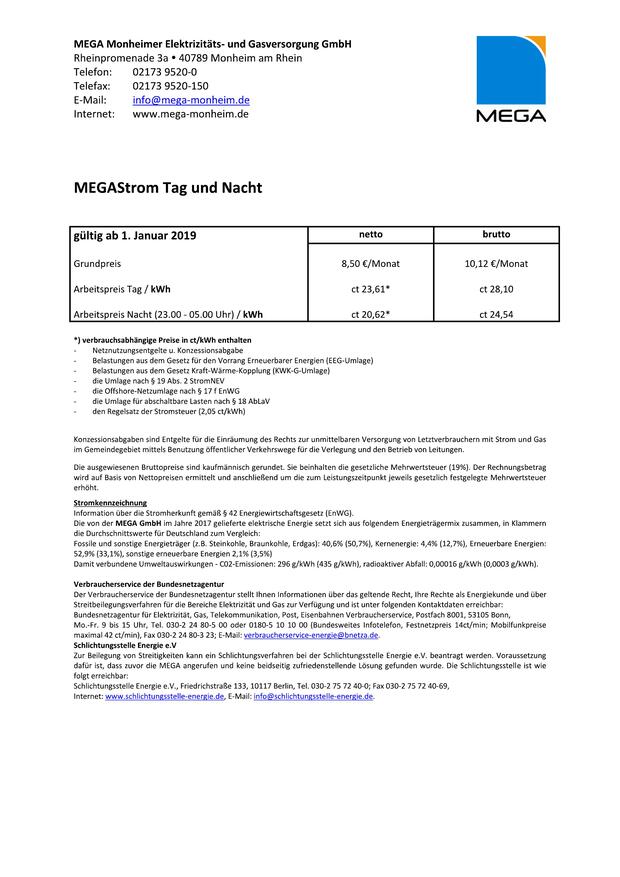 MEGA Monheimer Elektrizitäts- und Gasversorgung GmbH
Rheinpromenade 3a • 40789 Monheim am Rhein
Telefon: 02173 9520-0
Telefax: 02173 9520-150
E-Mail: info@mega-monheim.de
Internet: www.mega-monheim.de
MEGA
MEGAStrom Tag und Nacht
gültig ab 1. Januar 2019 netto brutto
Grundpreis 8,50 €/Monat 10,12 €/Monat
Arbeitspreis Tag / kWh ct 23,61* ct 28,10
Arbeitspreis Nacht (23.00 - 05.00 Uhr) / kWh ct 20,62* ct 24,54
*) verbrauchsabhängige Preise in ct/kWh enthalten
- Netznutzungsentgelte u. Konzessionsabgabe
- Belastungen aus dem Gesetz für den Vorrang Erneuerbarer Energien (EEG-Umlage)
- Belastungen aus dem Gesetz Kraft-Wärme-Kopplung (KWK-G-Umlage)
- die Umlage nach § 19 Abs. 2 StromNEV
- die Offshore-Netzumlage nach § 17 f EnWG
- die Umlage für abschaltbare Lasten nach § 18 AbLaV
- den Regelsatz der Stromsteuer (2,05 ct/kWh)
Konzessionsabgaben sind Entgelte für die Einräumung des Rechts zur unmittelbaren Versorgung von Letztverbrauchern mit Strom und Gas
im Gemeindegebiet mittels Benutzung öffentlicher Verkehrswege für die Verlegung und den Betrieb von Leitungen.
Die ausgewiesenen Bruttopreise sind kaufmännisch gerundet. Sie beinhalten die gesetzliche Mehrwertsteuer (19%). Der Rechnungsbetrag
wird auf Basis von Nettopreisen ermittelt und anschließend um die zum Leistungszeitpunkt jeweils gesetzlich festgelegte Mehrwertsteuer
erhöht.
Stromkennzeichnung
Information über die Stromherkunft gemäß § 42 Energiewirtschaftsgesetz (EnWG).
Die von der MEGA GmbH im Jahre 2017 gelieferte elektrische Energie setzt sich aus folgendem Energieträgermix zusammen, in Klammern
die Durchschnittswerte für Deutschland zum Vergleich:
Fossile und sonstige Energieträger (z.B. Steinkohle, Braunkohle, Erdgas): 40,6% (50,7%), Kernenergie: 4,4% (12,7%), Erneuerbare Energien:
52,9% (33,1%), sonstige erneuerbare Energien 2,1% (3,5%)
Damit verbundene Umweltauswirkungen - C02-Emissionen: 296 g/kWh (435 g/kWh), radioaktiver Abfall: 0,00016 g/kWh (0,0003 g/kWh).
Verbraucherservice der Bundesnetzagentur
Der Verbraucherservice der Bundesnetzagentur stellt Ihnen Informationen über das geltende Recht, Ihre Rechte als Energiekunde und über
Streitbeilegungsverfahren für die Bereiche Elektrizität und Gas zur Verfügung und ist unter folgenden Kontaktdaten erreichbar:
Bundesnetzagentur für Elektrizität, Gas, Telekommunikation, Post, Eisenbahnen Verbraucherservice, Postfach 8001, 53105 Bonn,
Mo.-Fr. 9 bis 15 Uhr, Tel. 030-2 24 80-5 00 oder 0180-5 10 10 00 (Bundesweites Infotelefon, Festnetzpreis 14ct/min; Mobilfunkpreise
maximal 42 ct/min), Fax 030-2 24 80-3 23; E-Mail: verbraucherservice-energie@bnetza.de.
Schlichtungsstelle Energie e.V
Zur Beilegung von Streitigkeiten kann ein Schlichtungsverfahren bei der Schlichtungsstelle Energie e.V. beantragt werden. Voraussetzung
dafür ist, dass zuvor die MEGA angerufen und keine beidseitig zufriedenstellende Lösung gefunden wurde. Die Schlichtungsstelle ist wie
folgt erreichbar:
Schlichtungsstelle Energie e.V., Friedrichstraße 133, 10117 Berlin, Tel. 030-2 75 72 40-0; Fax 030-2 75 72 40-69,
Internet: www.schlichtungsstelle-energie.de, E-Mail: info@schlichtungsstelle-energie.de.